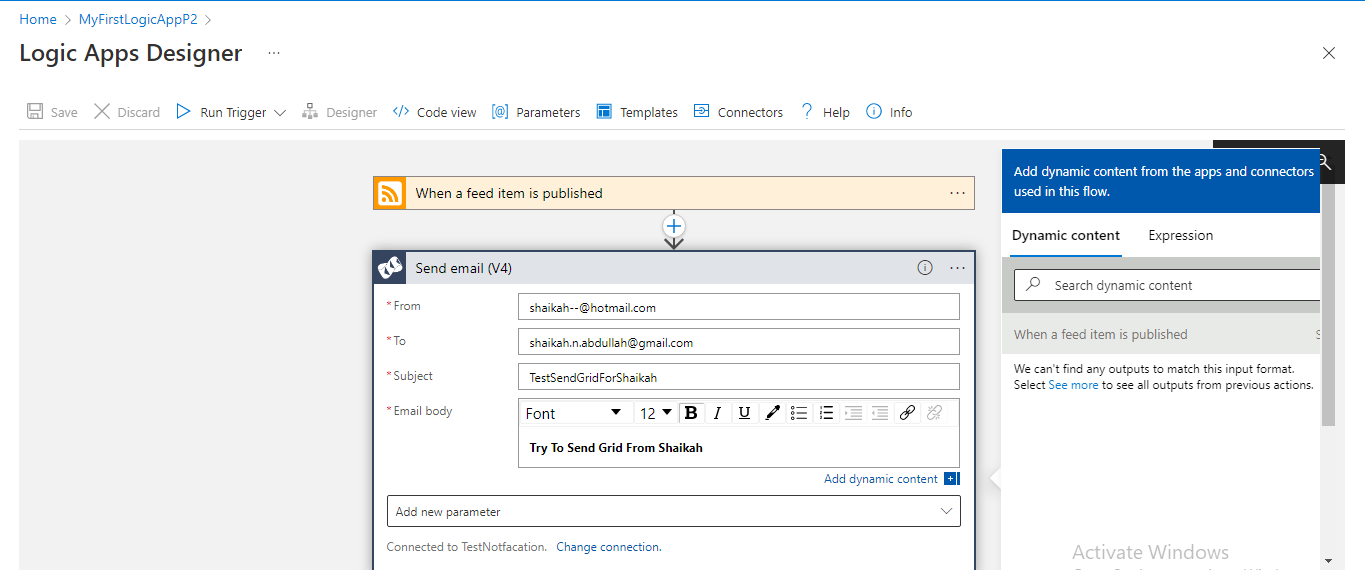 Home > MyFirstLogicAppP2 >
Logic Apps Designer ...
Save Discard Run Trigger Designer Code view Parameters Templates Connectors Help Info
When a feed item is published ...
Send email (V4) ...
* From shaikah--@hotmail.com
* To shaikah.n.abdullah@gmail.com
* Subject TestSendGridForShaikah
* Email body Font 12 B I U
Try To Send Grid From Shaikah
Add dynamic content
Add new parameter
Connected to TestNotfacation. Change connection.
Add dynamic content from the apps and connectors
used in this flow.
Dynamic content Expression
Search dynamic content
When a feed item is published
We can't find any outputs to match this input format.
Select See more to see all outputs from previous actions.
Activate Windows